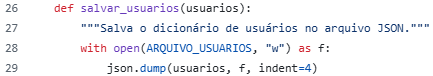 26 def salvar_usuarios(usuarios):
27 """Salva o dicionário de usuários no arquivo JSON."""
28 with open(ARQUIVO_USUARIOS, "w") as f:
29 json.dump(usuarios, f, indent=4)